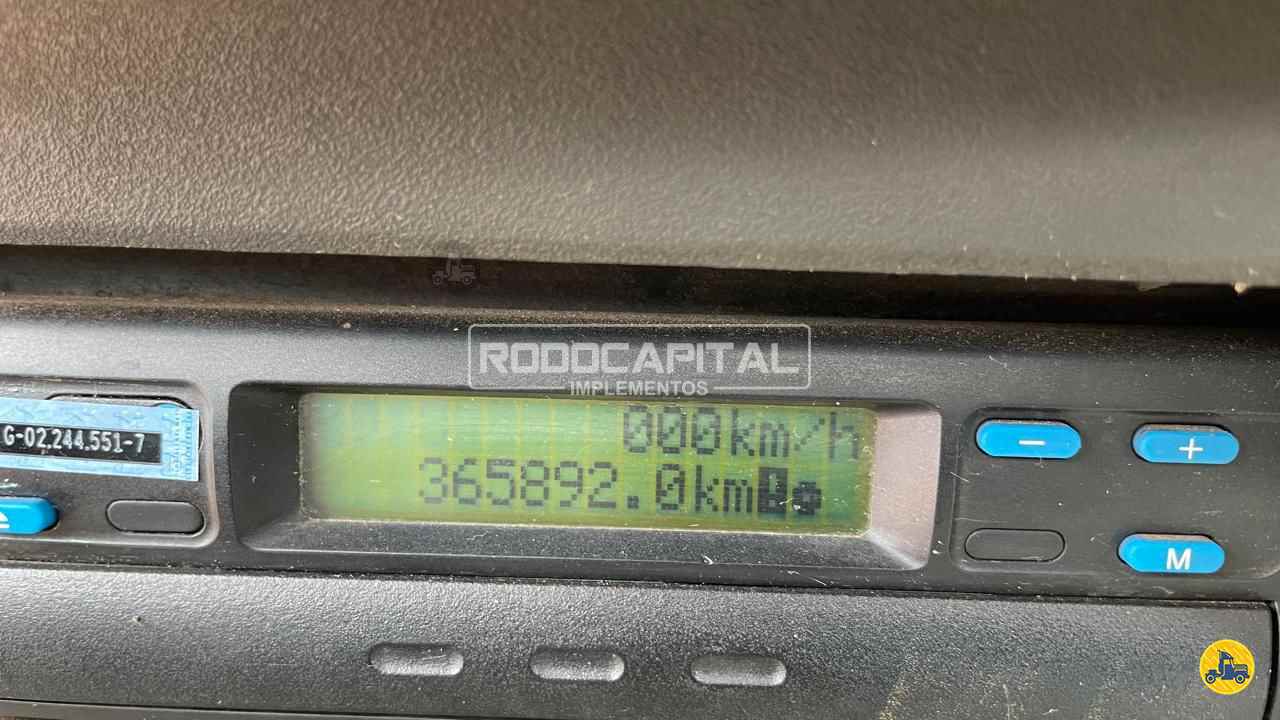 RODOCAPITAL
IMPLEMENTOS
G-02.244.551-7
000km/h
365892.0km
−
+
M